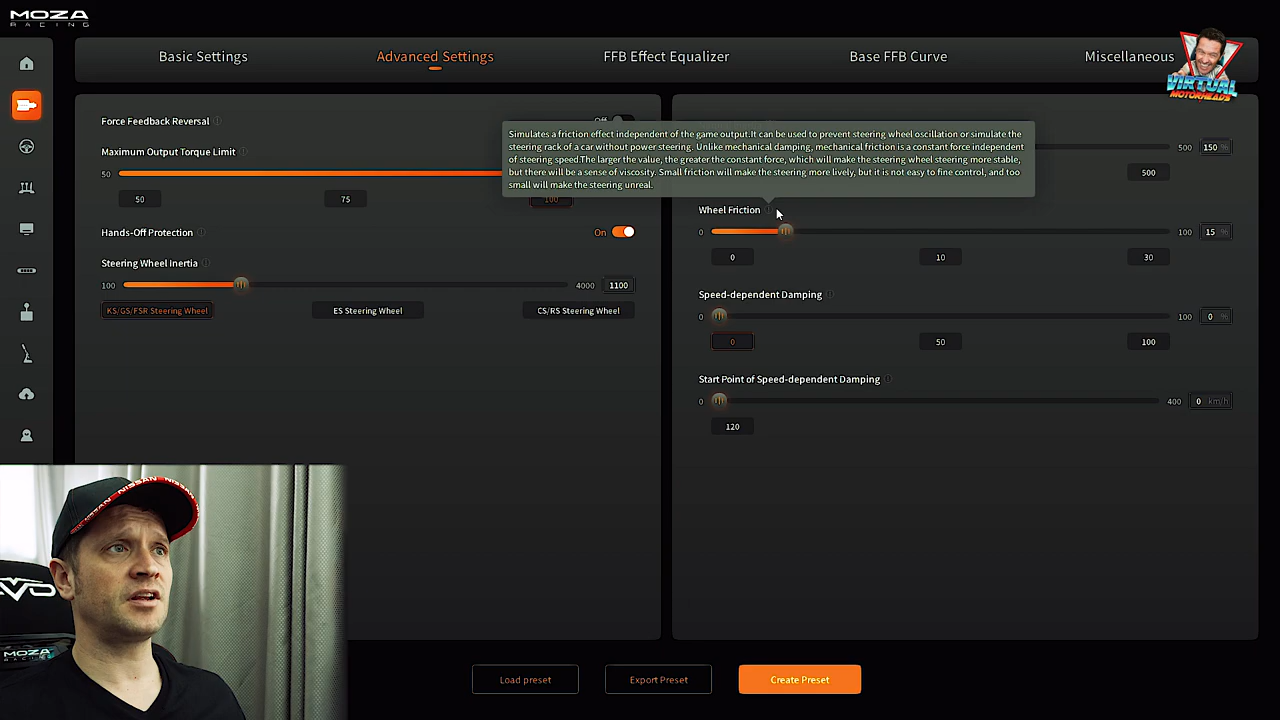 MOZA
RACING
Basic Settings
Advanced Settings
FFB Effect Equalizer
Base FFB Curve
Miscellaneous
VIRTUAL
MOTORHEADS
Force Feedback Reversal
Off
Maximum Output Torque Limit
50
50
75
100
Hands-Off Protection
On
Steering Wheel Inertia
100
4000
1100
KS/GS/FSR Steering Wheel
ES Steering Wheel
CS/RS Steering Wheel
Simulates a friction effect independent of the game output.It can be used to prevent steering wheel oscillation or simulate the
steering rack of a car without power steering. Unlike mechanical damping, mechanical friction is a constant force independent
of steering speed.The larger the value, the greater the constant force, which will make the steering wheel steering more stable,
but there will be a sense of viscosity. Small friction will make the steering more lively, but it is not easy to fine control, and too
small will make the steering unreal.
500
150 %
500
Wheel Friction
0
100
15 %
0
10
30
Speed-dependent Damping
0
100
0 %
0
50
100
Start Point of Speed-dependent Damping
0
400
0 km/h
120
NISSAN
NISSAN
MOZA
Load preset
Export Preset
Create Preset